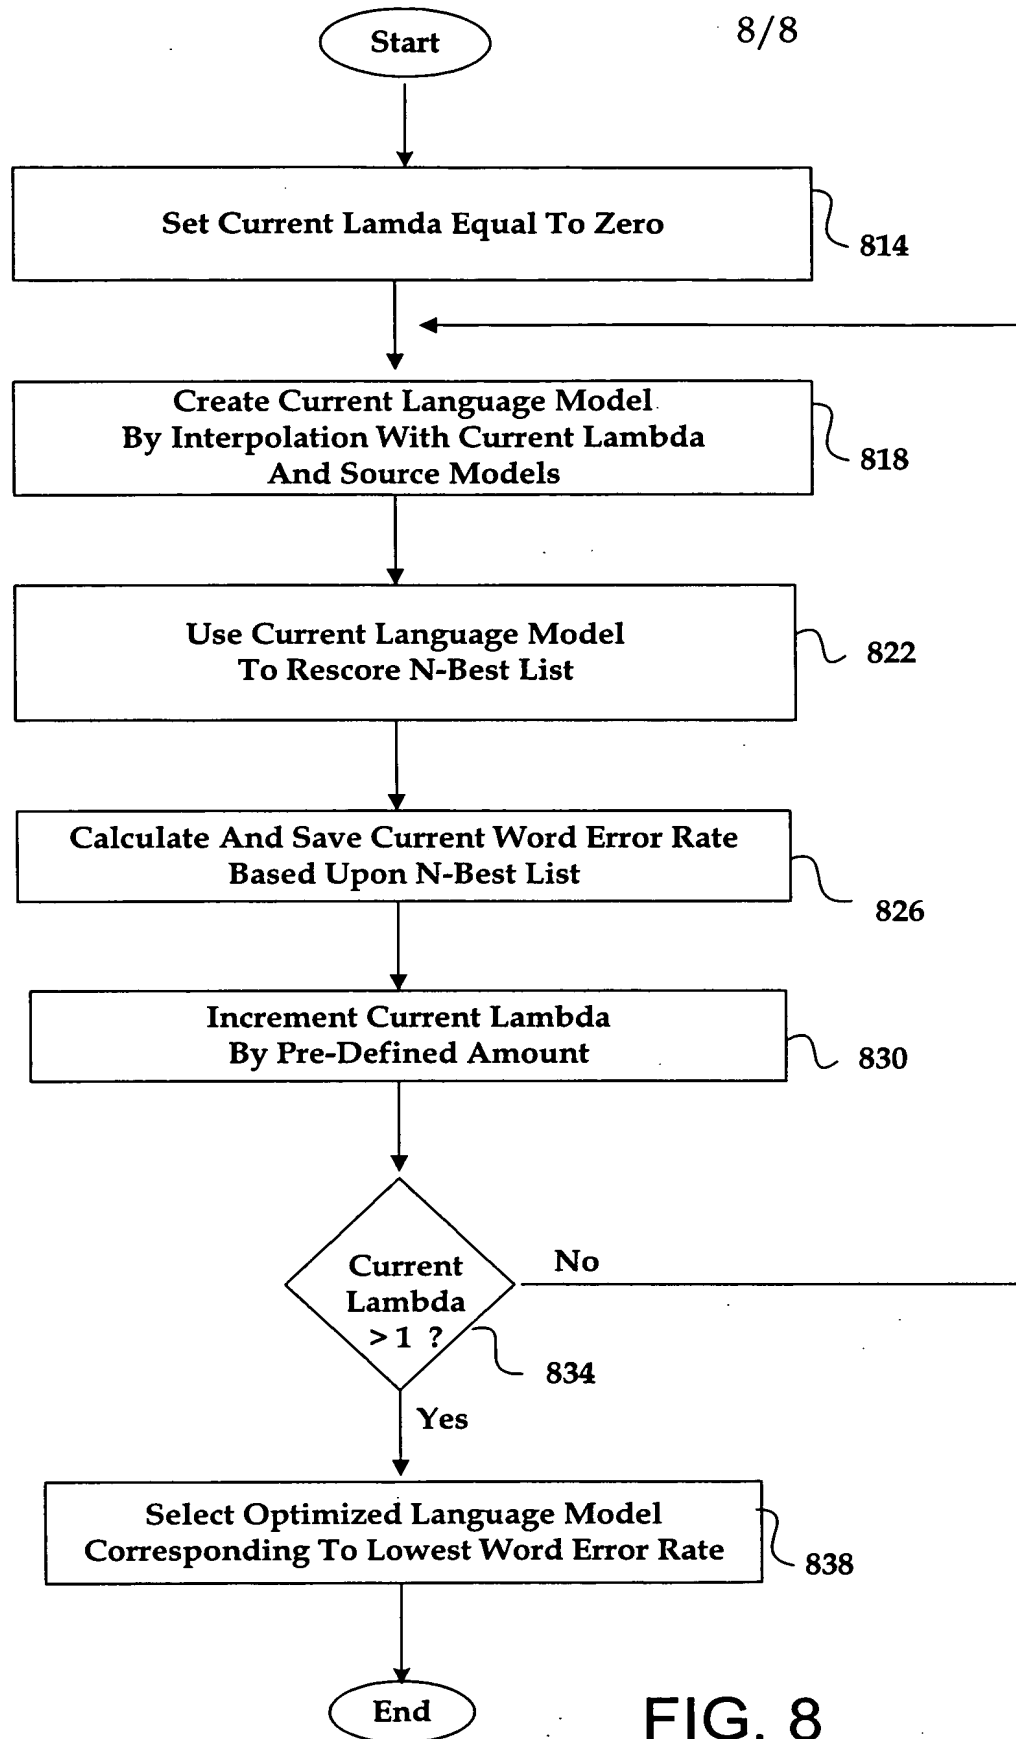 8/8
Start
Set Current Lamda Equal To Zero
814
Create Current Language Model
By Interpolation With Current Lambda
And Source Models
818
Use Current Language Model
To Rescore N-Best List
822
Calculate And Save Current Word Error Rate
Based Upon N-Best List
826
Increment Current Lambda
By Pre-Defined Amount
830
Current
Lambda
> 1 ?
No
834
Yes
Select Optimized Language Model
Corresponding To Lowest Word Error Rate
838
End
FIG. 8